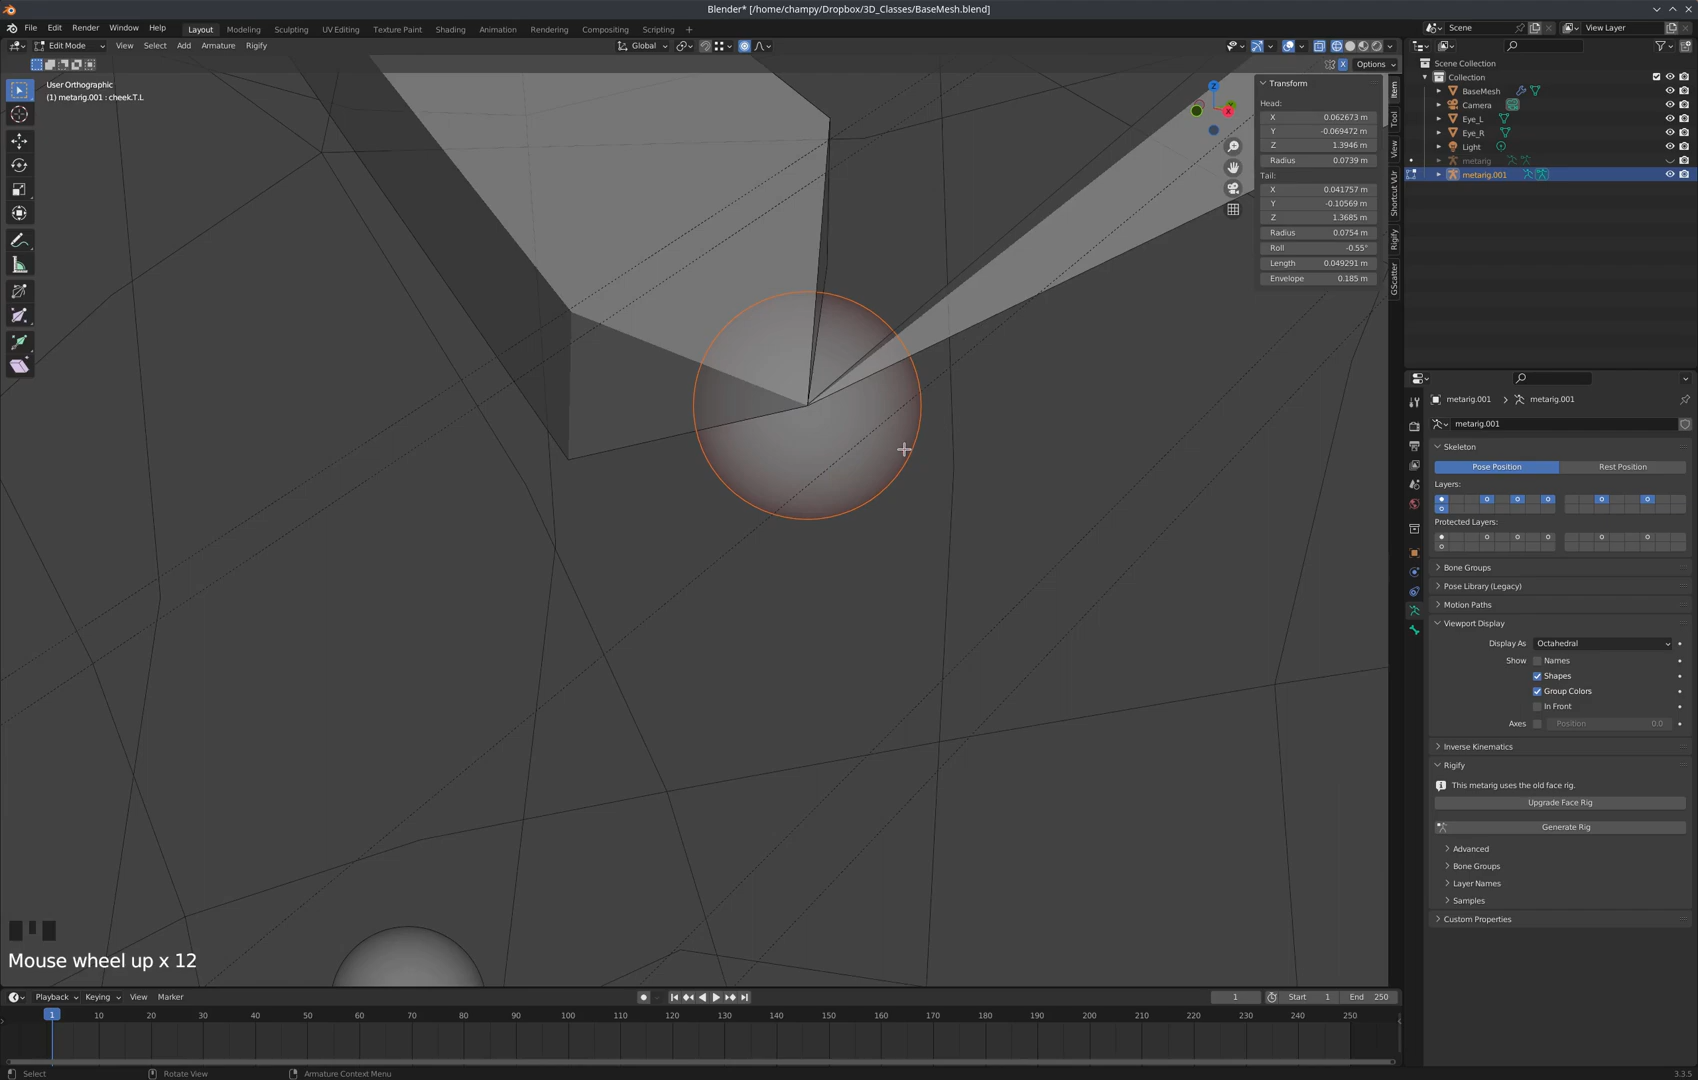 Blender* [/home/champy/Dropbox/3D_Classes/BaseMesh.blend]
File Edit Render Window Help Layout Modeling Sculpting UV Editing Texture Paint Shading Animation Rendering Compositing Scripting + Scene View Layer
Edit Mode View Select Add Armature Rigify Global
X Options
User Orthographic
(1) metarig.001 : cheek.T.L
Transform
Head:
X 0.062673 m
Y -0.069472 m
Z 1.3946 m
Radius 0.0739 m
Tail:
X 0.041757 m
Y -0.10569 m
Z 1.3685 m
Radius 0.0754 m
Roll -0.55°
Length 0.049291 m
Envelope 0.185 m
Item
Tool
View
Shortcut VUr
Rigify
GScatter
Z
X
Scene Collection
Collection
BaseMesh
Camera
Eye_L
Eye_R
Light
metarig
metarig.001
metarig.001 metarig.001
metarig.001
Skeleton
Pose Position Rest Position
Layers:
Protected Layers:
Bone Groups
Pose Library (Legacy)
Motion Paths
Viewport Display
Display As Octahedral
Show Names
Shapes
Group Colors
In Front
Axes Position 0.0
Inverse Kinematics
Rigify
This metarig uses the old face rig.
Upgrade Face Rig
Generate Rig
Advanced
Bone Groups
Layer Names
Samples
Custom Properties
Mouse wheel up x 12
Playback Keying View Marker 1 Start 1 End 250
1 10 20 30 40 50 60 70 80 90 100 110 120 130 140 150 160 170 180 190 200 210 220 230 240 250
Select Rotate View Armature Context Menu 3.3.5